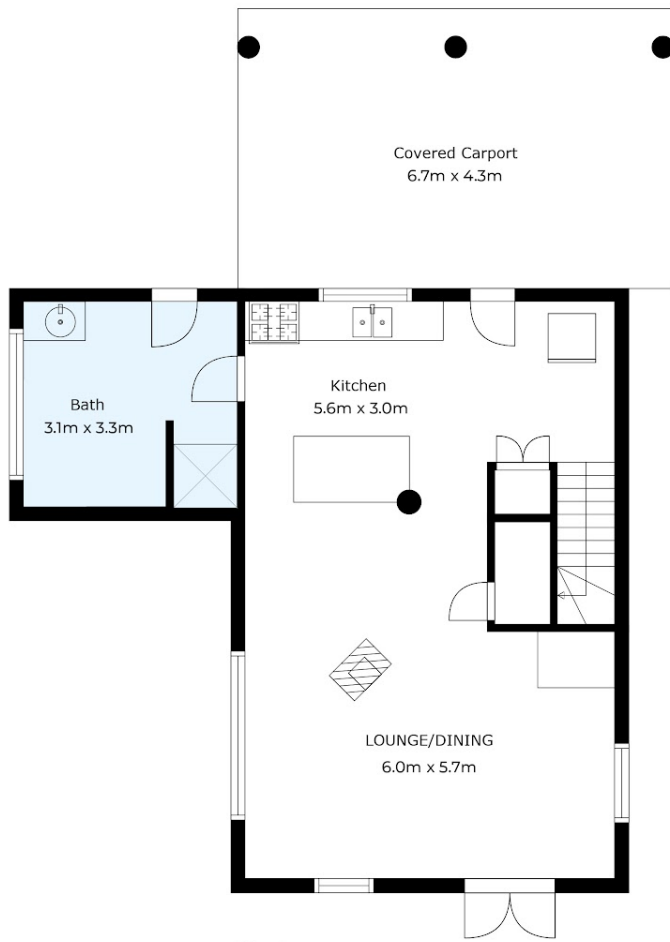 Covered Carport
6.7m x 4.3m
Kitchen
5.6m x 3.0m
Bath
3.1m x 3.3m
LOUNGE/DINING
6.0m x 5.7m